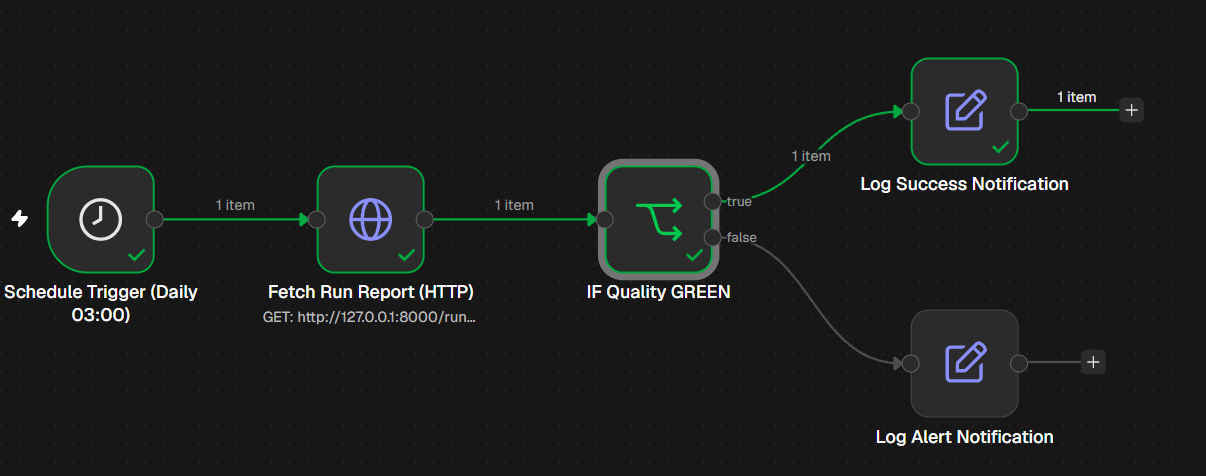 1 item
1 item
1 item
1 item
true
false
Log Success Notification
Schedule Trigger (Daily
03:00)
Fetch Run Report (HTTP)
GET: http://127.0.0.1:8000/run...
IF Quality GREEN
Log Alert Notification